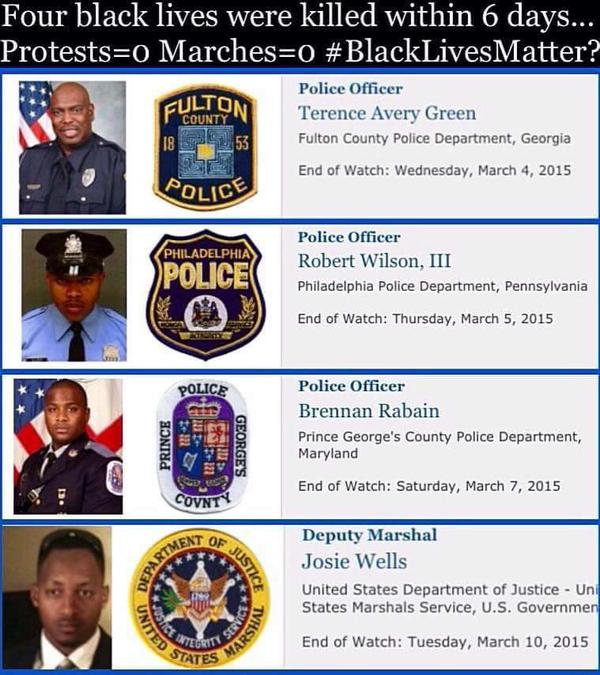 Four black lives were killed within 6 days...
Protests=0 Marches=0 #BlackLivesMatter?
FULTON
COUNTY
18 53
POLICE
Police Officer
Terence Avery Green
Fulton County Police Department, Georgia
End of Watch: Wednesday, March 4, 2015
PHILADELPHIA
POLICE
HONOR SERVICE
INTEGRITY
Police Officer
Robert Wilson, III
Philadelphia Police Department, Pennsylvania
End of Watch: Thursday, March 5, 2015
POLICE
PRINCE GEORGE'S
COVNTY
Police Officer
Brennan Rabain
Prince George's County Police Department,
Maryland
End of Watch: Saturday, March 7, 2015
DEPARTMENT OF JUSTICE
1789
JUSTICE INTEGRITY SERVICE
UNITED STATES MARSHAL
Deputy Marshal
Josie Wells
United States Department of Justice - Uni
States Marshals Service, U.S. Governmen
End of Watch: Tuesday, March 10, 2015